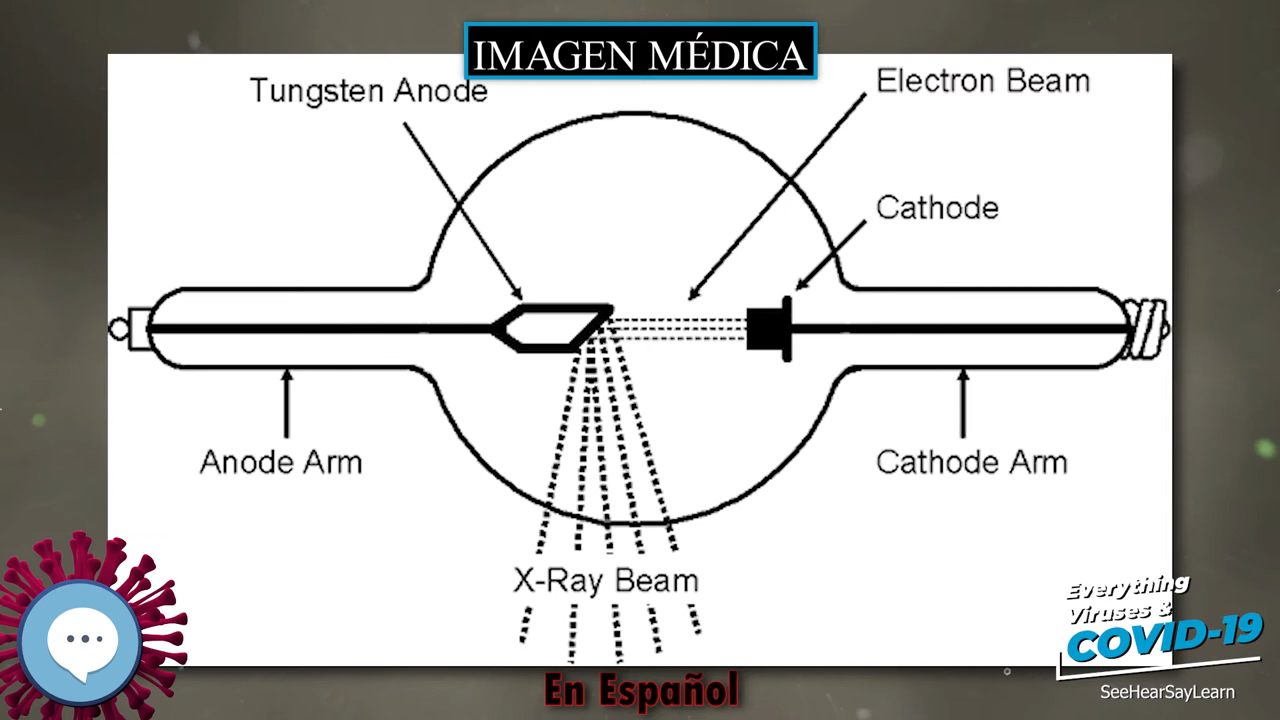 IMAGEN MÉDICA
Tungsten Anode
Electron Beam
Cathode
Anode Arm
Cathode Arm
X-Ray Beam
Everything
Viruses &
COVID-19
SeeHearSayLearn
En Español